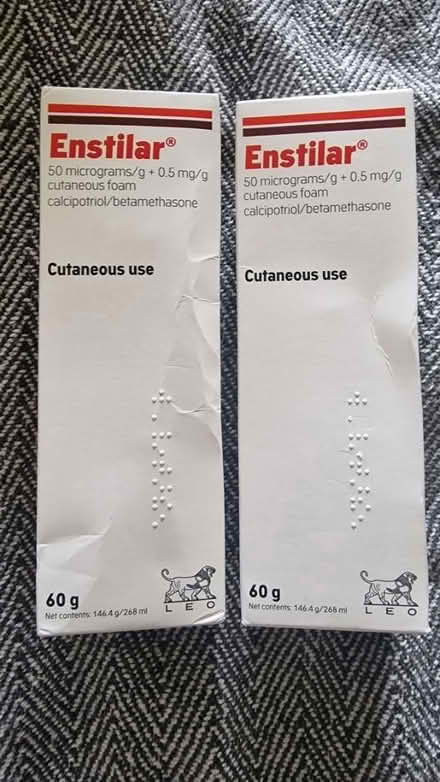 Enstilar®
50 micrograms/g + 0.5 mg/g
cutaneous foam
calcipotriol/betamethasone
Cutaneous use
60 g
Net contents: 146.4 g/268 ml
LEO
Enstilar®
50 micrograms/g + 0.5 mg/g
cutaneous foam
calcipotriol/betamethasone
Cutaneous use
60 g
Net contents: 146.4 g/268 ml
LEO